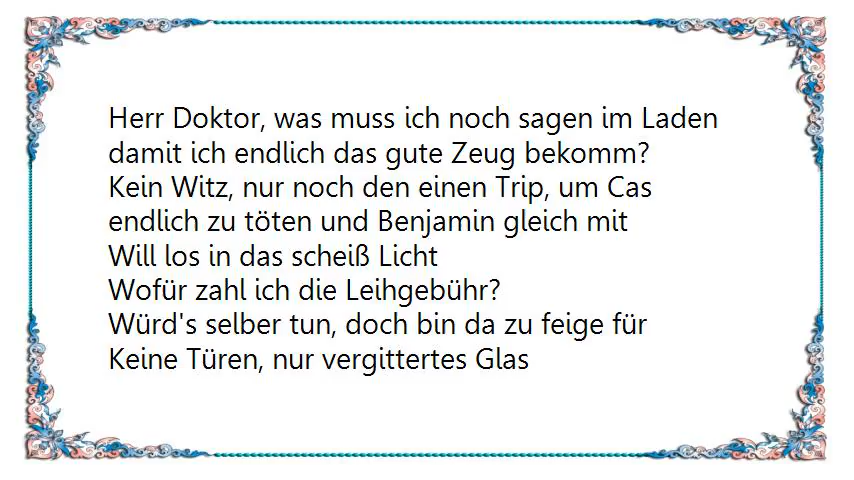 Herr Doktor, was muss ich noch sagen im Laden
damit ich endlich das gute Zeug bekomm?
Kein Witz, nur noch den einen Trip, um Cas
endlich zu töten und Benjamin gleich mit
Will los in das scheiß Licht
Wofür zahl ich die Leihgebühr?
Würd's selber tun, doch bin da zu feige für
Keine Türen, nur vergittertes Glas